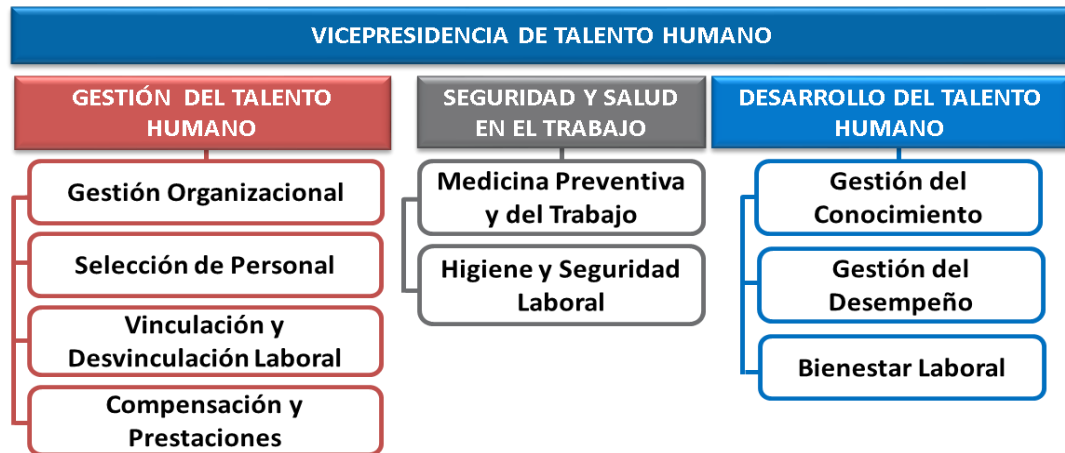 VICEPRESIDENCIA DE TALENTO HUMANO
GESTIÓN DEL TALENTO
HUMANO
Gestión Organizacional
Selección de Personal
Vinculación y
Desvinculación Laboral
Compensación y
Prestaciones
SEGURIDAD Y SALUD
EN EL TRABAJO
Medicina Preventiva
y del Trabajo
Higiene y Seguridad
Laboral
DESARROLLO DEL TALENTO
HUMANO
Gestión del
Conocimiento
Gestión del
Desempeño
Bienestar Laboral